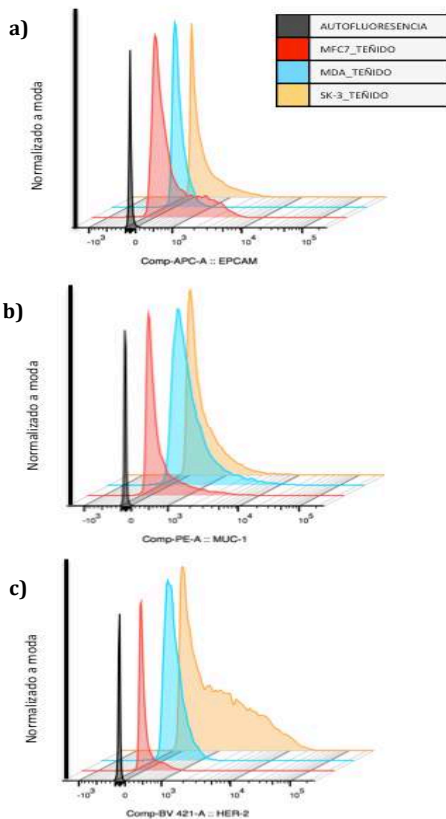 a)
AUTOFLUORESENCIA
MFC7_TEÑIDO
MDA_TEÑIDO
SK-3_TEÑIDO
Normalizado a moda
-10³ 0 10³ 10⁴ 10⁵
Comp-APC-A :: EPCAM
b)
Normalizado a moda
-10³ 0 10³ 10⁴ 10⁵
Comp-PE-A :: MUC-1
c)
Normalizado a moda
-10³ 0 10³ 10⁴ 10⁵
Comp-BV 421-A :: HER-2